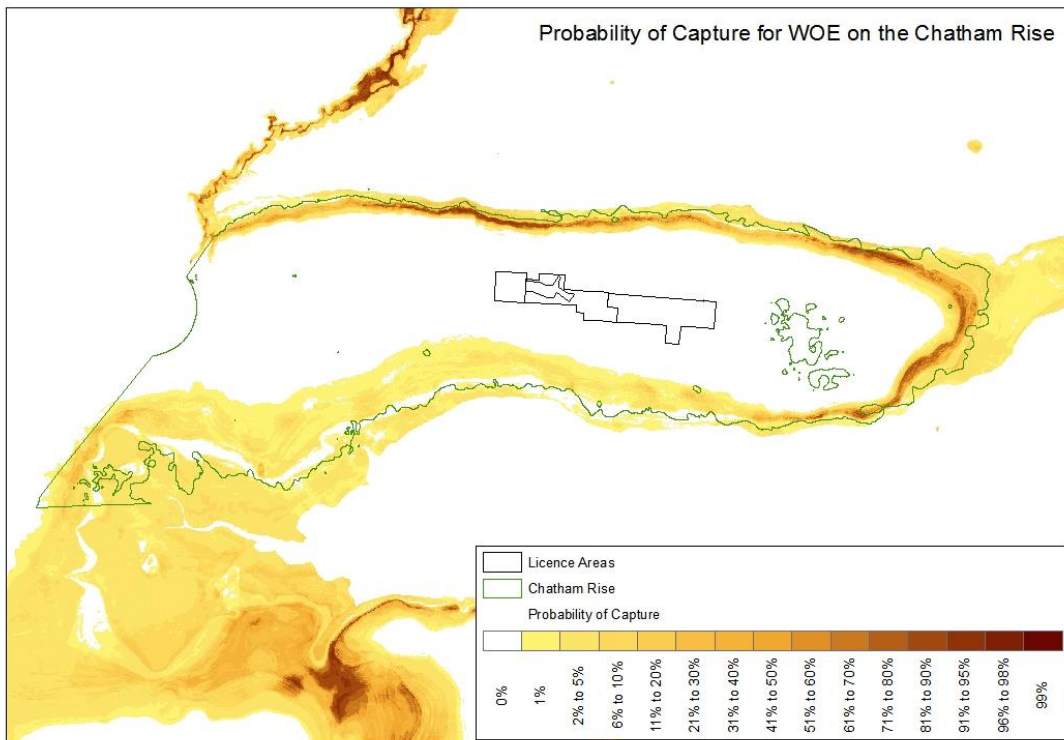 Probability of Capture for WOE on the Chatham Rise
Licence Areas
Chatham Rise
Probability of Capture
0%
1%
2% to 5%
6% to 10%
11% to 20%
21% to 30%
31% to 40%
41% to 50%
51% to 60%
61% to 70%
71% to 80%
81% to 90%
91% to 95%
96% to 98%
99%